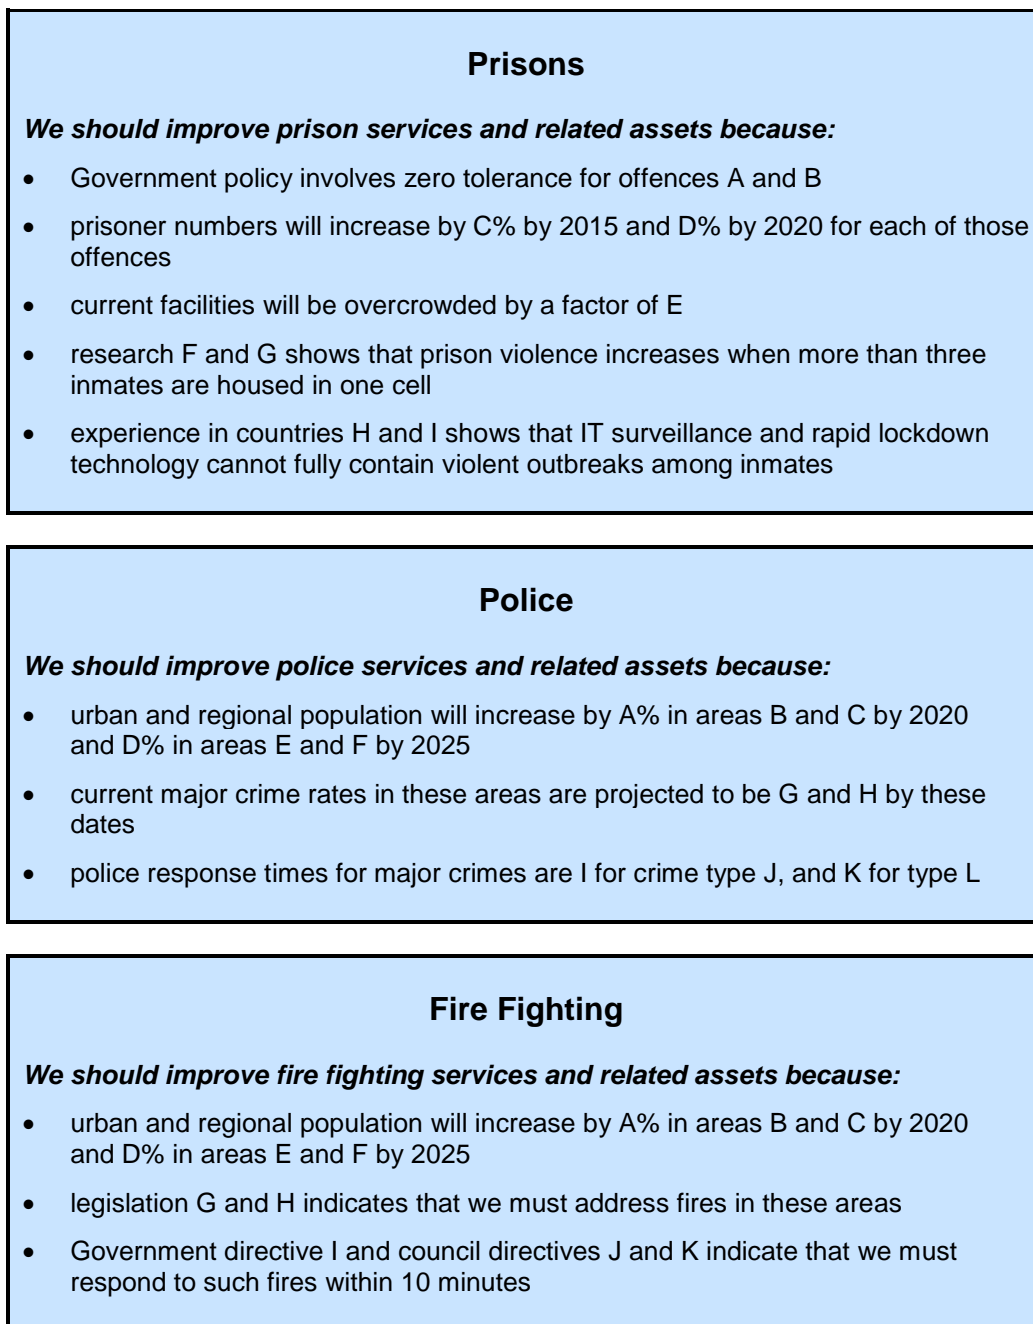 Prisons
We should improve prison services and related assets because:
• Government policy involves zero tolerance for offences A and B
• prisoner numbers will increase by C% by 2015 and D% by 2020 for each of those
offences
• current facilities will be overcrowded by a factor of E
• research F and G shows that prison violence increases when more than three
inmates are housed in one cell
• experience in countries H and I shows that IT surveillance and rapid lockdown
technology cannot fully contain violent outbreaks among inmates
Police
We should improve police services and related assets because:
• urban and regional population will increase by A% in areas B and C by 2020
and D% in areas E and F by 2025
• current major crime rates in these areas are projected to be G and H by these
dates
• police response times for major crimes are I for crime type J, and K for type L
Fire Fighting
We should improve fire fighting services and related assets because:
• urban and regional population will increase by A% in areas B and C by 2020
and D% in areas E and F by 2025
• legislation G and H indicates that we must address fires in these areas
• Government directive I and council directives J and K indicate that we must
respond to such fires within 10 minutes